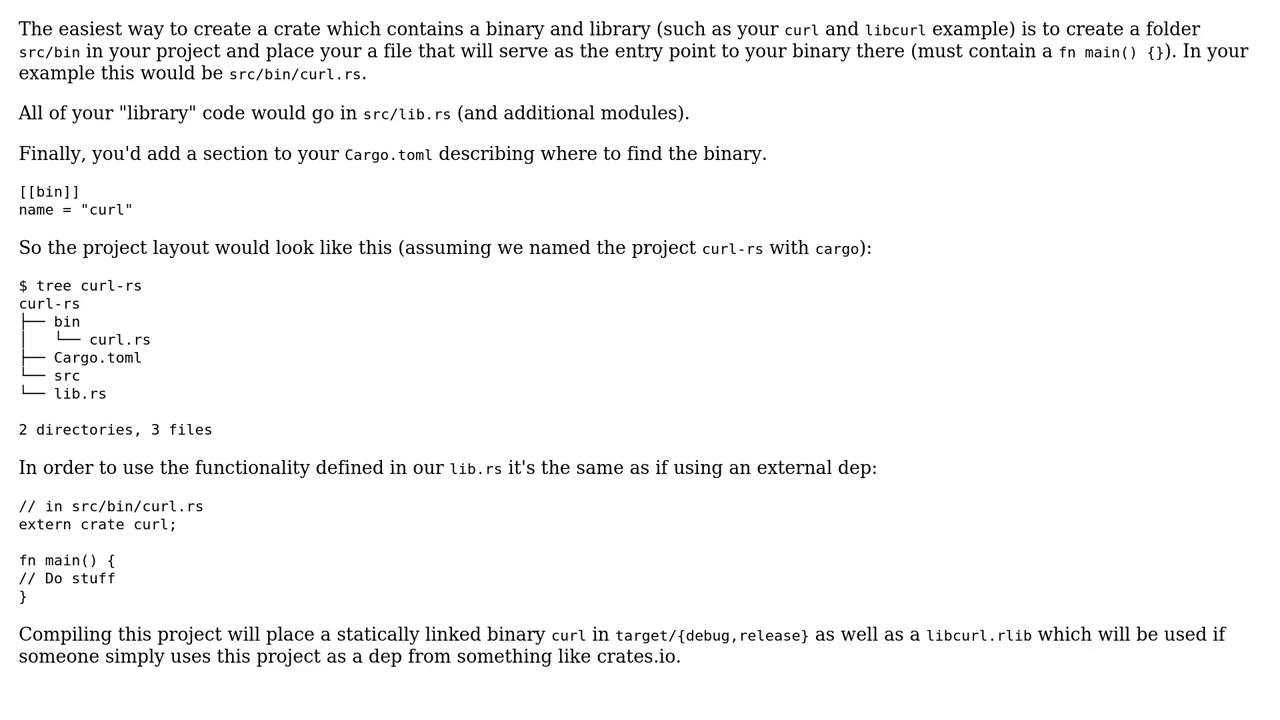 The easiest way to create a crate which contains a binary and library (such as your curl and libcurl example) is to create a folder
src/bin in your project and place your a file that will serve as the entry point to your binary there (must contain a fn main() {}). In your
example this would be src/bin/curl.rs.
All of your "library" code would go in src/lib.rs (and additional modules).
Finally, you'd add a section to your Cargo.toml describing where to find the binary.
[[bin]]
name = "curl"
So the project layout would look like this (assuming we named the project curl-rs with cargo):
$ tree curl-rs
curl-rs
├── bin
│   └── curl.rs
├── Cargo.toml
└── src
└── lib.rs
2 directories, 3 files
In order to use the functionality defined in our lib.rs it's the same as if using an external dep:
// in src/bin/curl.rs
extern crate curl;
fn main() {
// Do stuff
}
Compiling this project will place a statically linked binary curl in target/{debug,release} as well as a libcurl.rlib which will be used if
someone simply uses this project as a dep from something like crates.io.